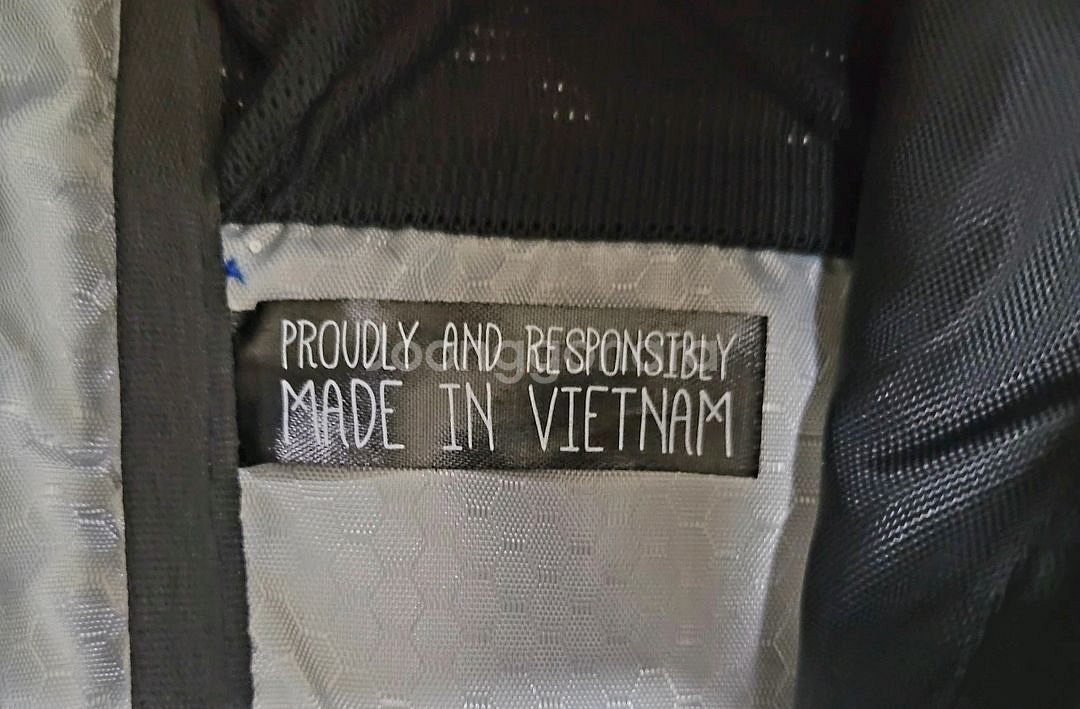 PROUDLY AND RESPONSIBLY
MADE IN VIETNAM